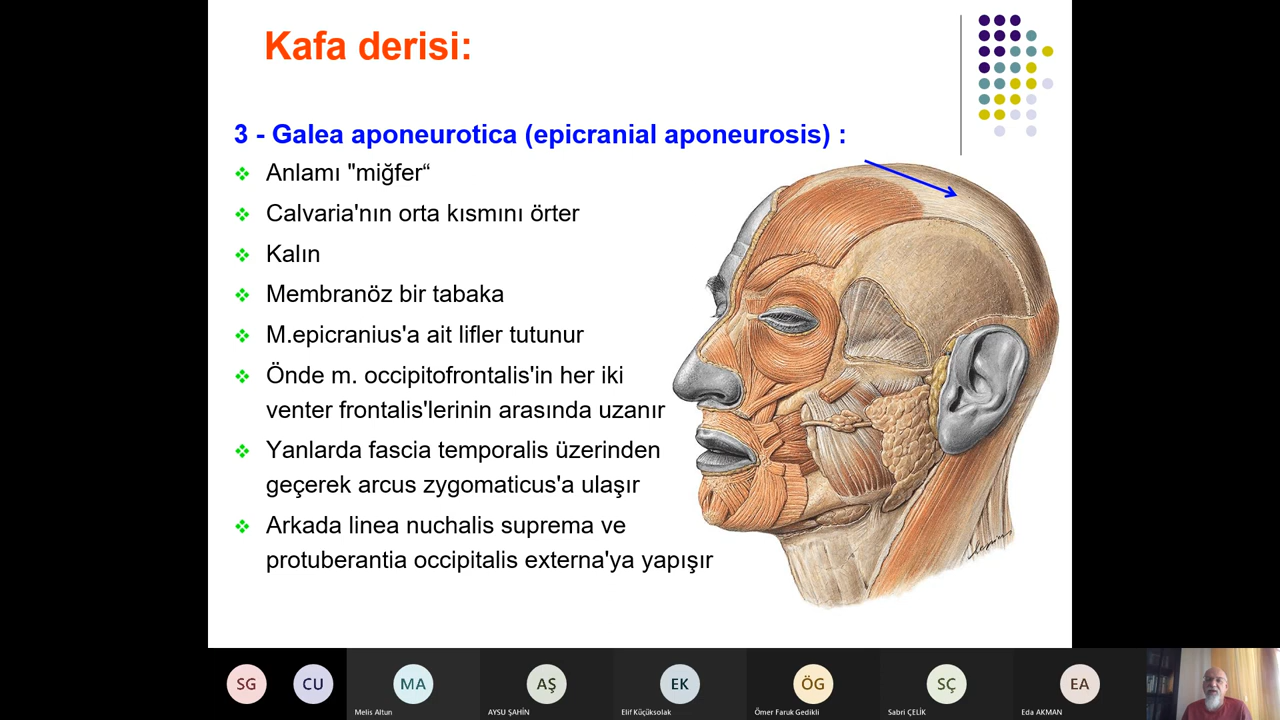 Kafa derisi:
3 - Galea aponeurotica (epicranial aponeurosis) :
Anlamı "miğfer“
Calvaria'nın orta kısmını örter
Kalın
Membranöz bir tabaka
M.epicranius'a ait lifler tutunur
Önde m. occipitofrontalis'in her iki
venter frontalis'lerinin arasında uzanır
Yanlarda fascia temporalis üzerinden
geçerek arcus zygomaticus'a ulaşır
Arkada linea nuchalis suprema ve
protuberantia occipitalis externa'ya yapışır
SG CU MA AŞ EK ÖG SÇ EA
Melis Altun AYSU ŞAHİN Elif Küçüksolak Ömer Faruk Gedikli Sabri ÇELİK Eda AKMAN